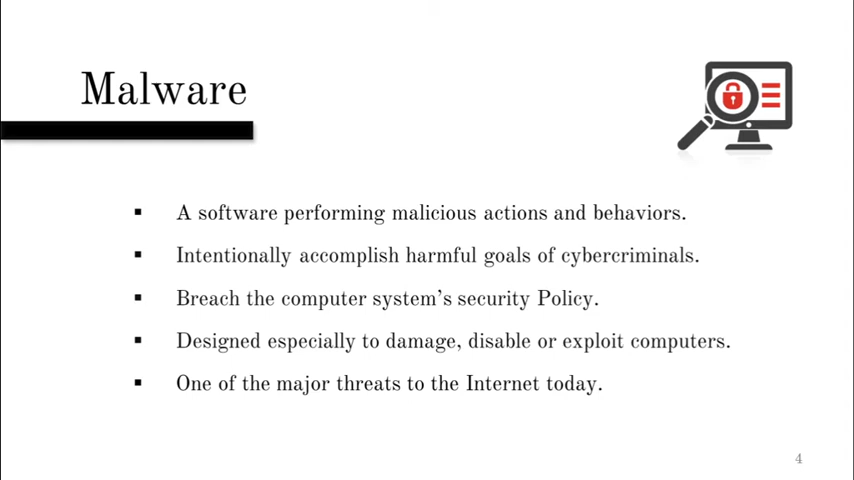 Malware
▪ A software performing malicious actions and behaviors.
▪ Intentionally accomplish harmful goals of cybercriminals.
▪ Breach the computer system’s security Policy.
▪ Designed especially to damage, disable or exploit computers.
▪ One of the major threats to the Internet today.
4